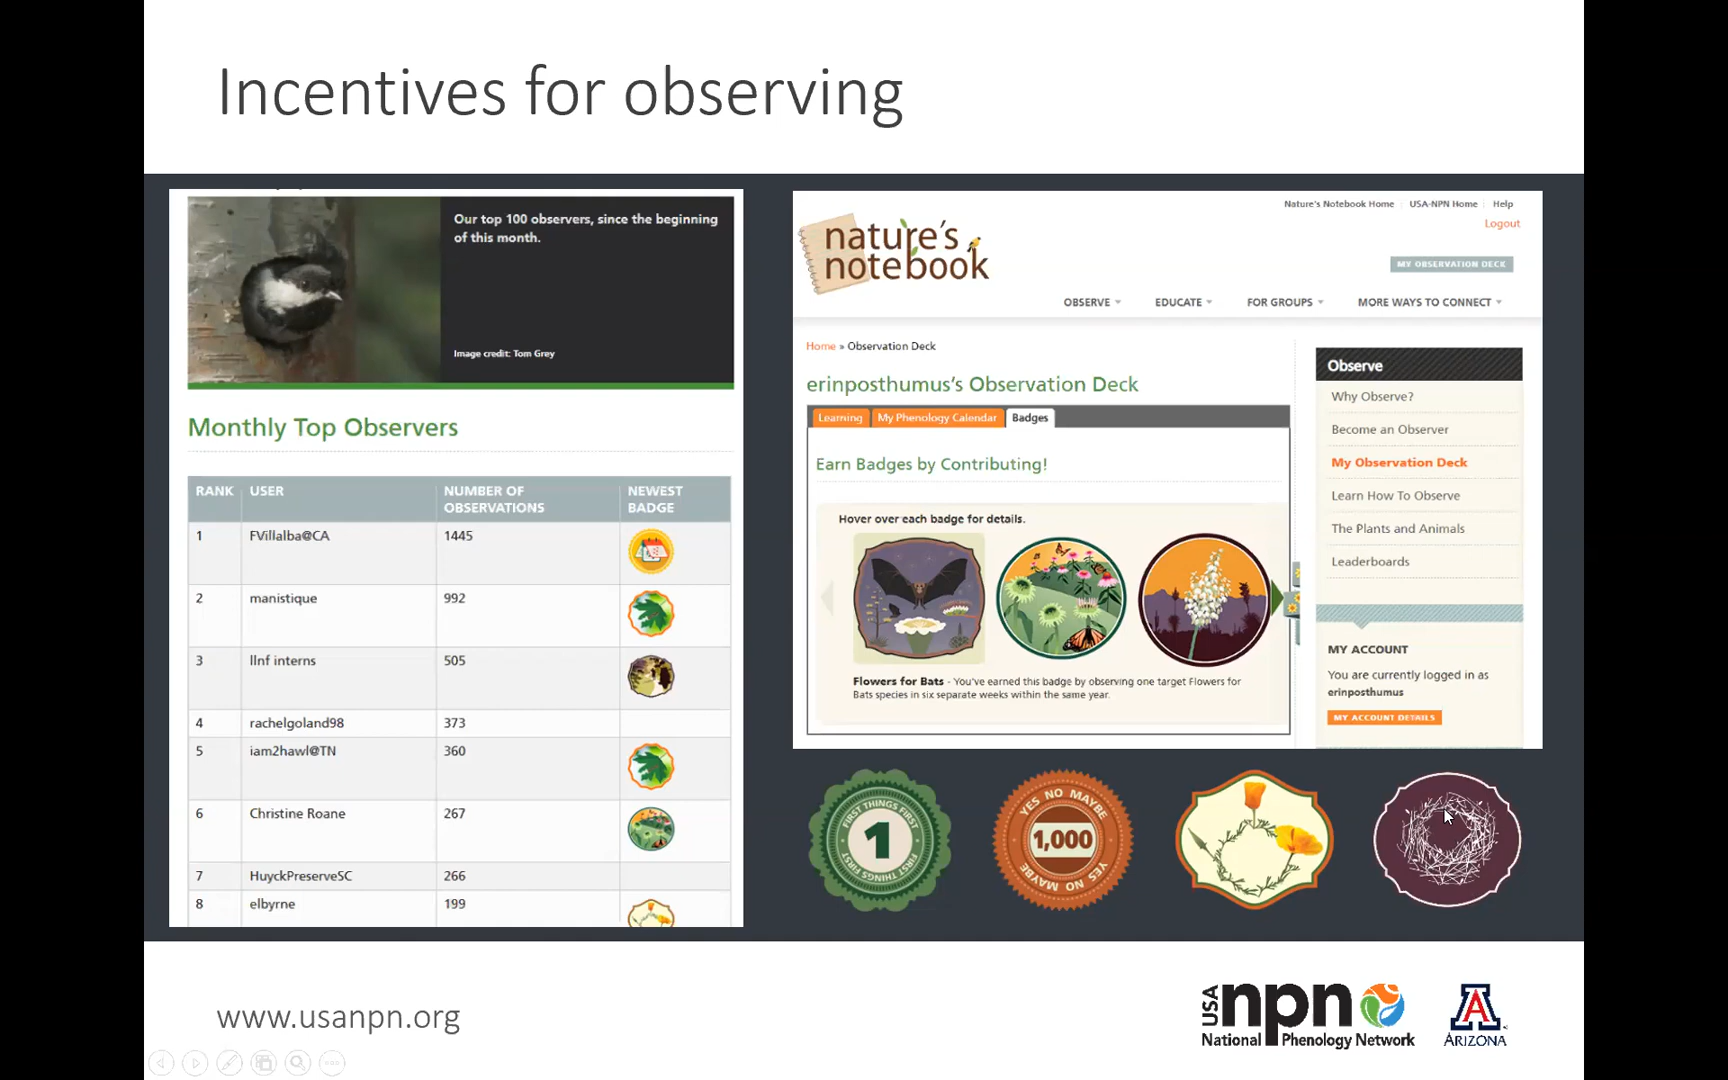 Incentives for observing
Our top 100 observers, since the beginning
of this month.
Image credit: Tom Grey
Monthly Top Observers
RANK USER NUMBER OF OBSERVATIONS NEWEST BADGE
1 FVillalba@CA 1445
2 manistique 992
3 llnf interns 505
4 rachelgoland98 373
5 iam2hawl@TN 360
6 Christine Roane 267
7 HuyckPreserveSC 266
8 elbyrne 199
Nature's Notebook Home USA-NPN Home Help
Logout
nature's
notebook
MY OBSERVATION DECK
OBSERVE EDUCATE FOR GROUPS MORE WAYS TO CONNECT
Home » Observation Deck
erinposthumus's Observation Deck
Learning My Phenology Calendar Badges
Earn Badges by Contributing!
Hover over each badge for details.
Flowers for Bats - You've earned this badge by observing one target Flowers for
Bats species in six separate weeks within the same year.
Observe
Why Observe?
Become an Observer
My Observation Deck
Learn How To Observe
The Plants and Animals
Leaderboards
MY ACCOUNT
You are currently logged in as
erinposthumus
MY ACCOUNT DETAILS
FIRST THINGS FIRST
1
FIRST THINGS FIRST
YES NO MAYBE
1,000
YES NO MAYBE
www.usanpn.org
USA npn
National Phenology Network
A
ARIZONA